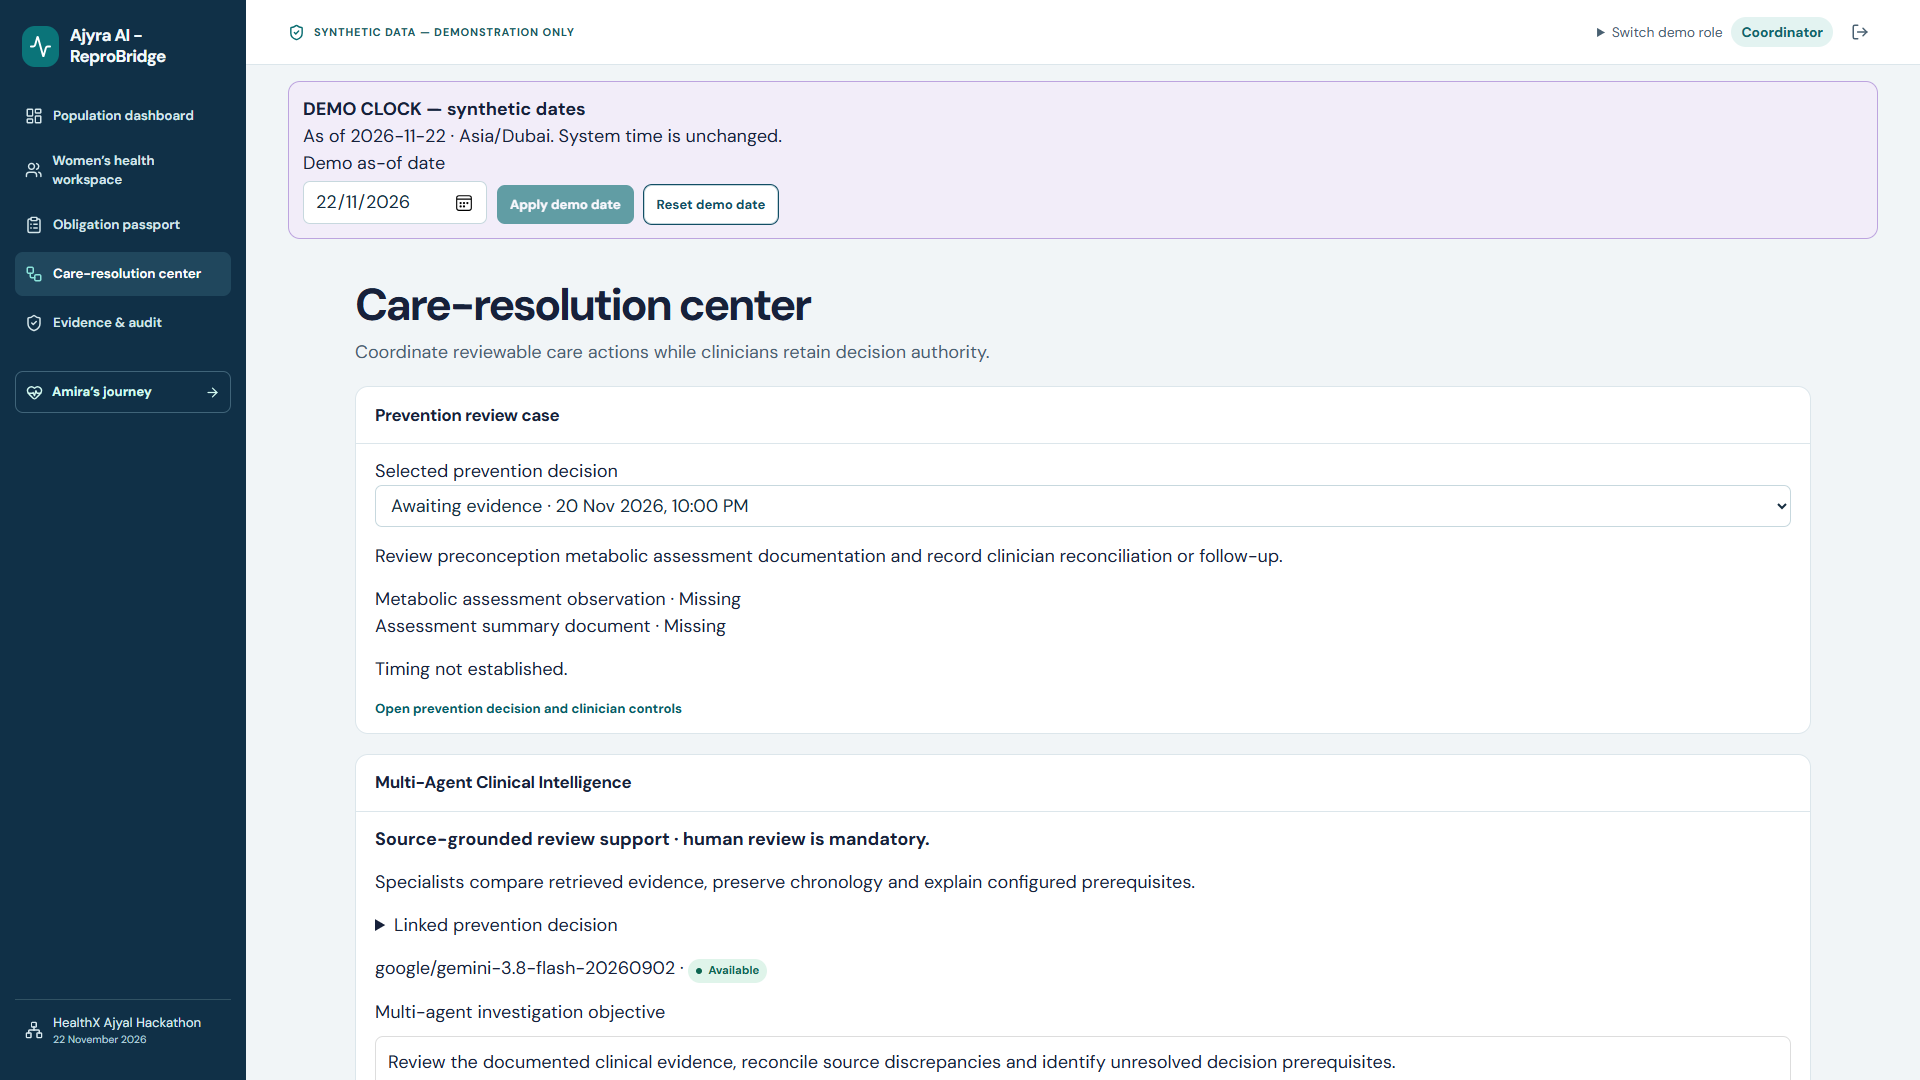 Ajyra AI –
ReproBridge
Population dashboard
Women's health
workspace
Obligation passport
Care-resolution center
Evidence & audit
Amira's journey
HealthX Ajyal Hackathon
22 November 2026
SYNTHETIC DATA — DEMONSTRATION ONLY
Switch demo role
Coordinator
DEMO CLOCK — synthetic dates
As of 2026-11-22 · Asia/Dubai. System time is unchanged.
Demo as-of date
22/11/2026
Apply demo date
Reset demo date
Care-resolution center
Coordinate reviewable care actions while clinicians retain decision authority.
Prevention review case
Selected prevention decision
Awaiting evidence · 20 Nov 2026, 10:00 PM
Review preconception metabolic assessment documentation and record clinician reconciliation or follow-up.
Metabolic assessment observation · Missing
Assessment summary document · Missing
Timing not established.
Open prevention decision and clinician controls
Multi-Agent Clinical Intelligence
Source-grounded review support · human review is mandatory.
Specialists compare retrieved evidence, preserve chronology and explain configured prerequisites.
Linked prevention decision
google/gemini-3.8-flash-20260902 · Available
Multi-agent investigation objective
Review the documented clinical evidence, reconcile source discrepancies and identify unresolved decision prerequisites.